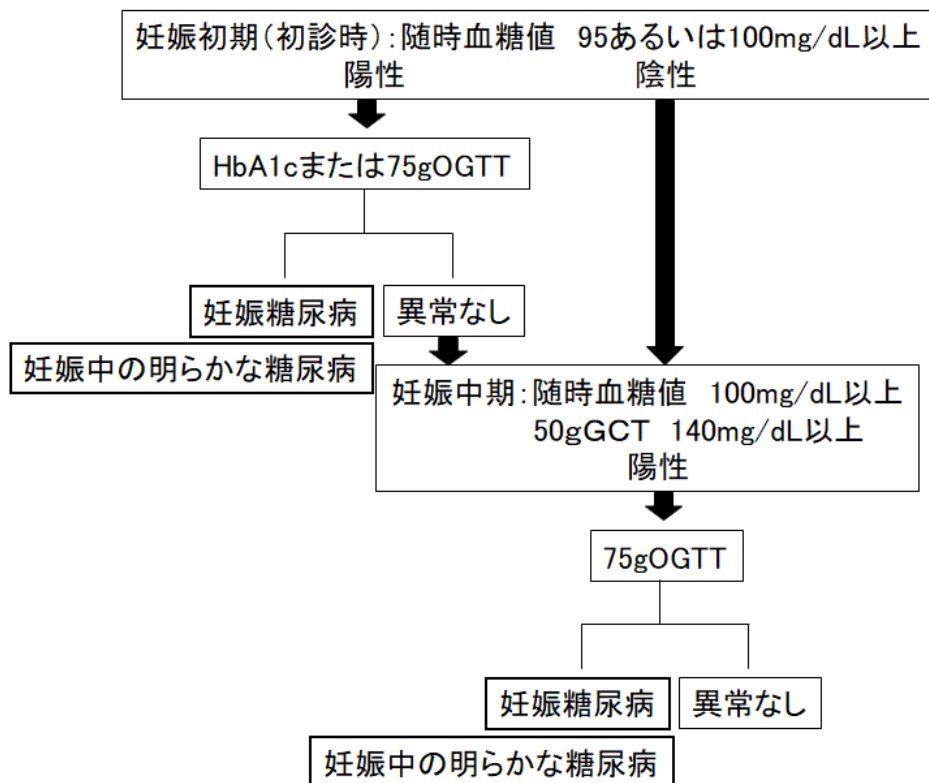 妊娠初期(初診時):随時血糖値 95あるいは100mg/dL以上
陽性 陰性
HbA1cまたは75gOGTT
妊娠糖尿病 異常なし
妊娠中の明らかな糖尿病
妊娠中期:随時血糖値 100mg/dL以上
50gGCT 140mg/dL以上
陽性
75gOGTT
妊娠糖尿病 異常なし
妊娠中の明らかな糖尿病